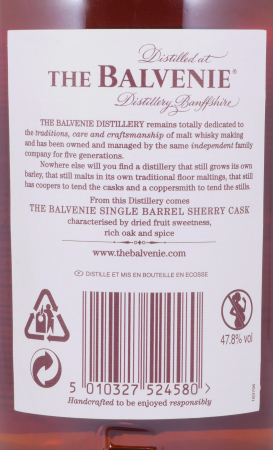 Distilled at
THE BALVENIE®
Distillery Banffshire
THE BALVENIE DISTILLERY remains totally dedicated to
the traditions, care and craftsmanship of malt whisky making
and has been owned and managed by the same independent family
company for five generations.
Nowhere else will you find a distillery that still grows its own
barley, that still malts in its own traditional floor maltings, that still
has coopers to tend the casks and a coppersmith to tend the stills.
From this Distillery comes
THE BALVENIE SINGLE BARREL SHERRY CASK
characterised by dried fruit sweetness,
rich oak and spice
www.thebalvenie.com
DISTILLE ET MIS EN BOUTEILLE EN ECOSSE
47.8% vol
5 010327 524580 >
Handcrafted to be enjoyed responsibly